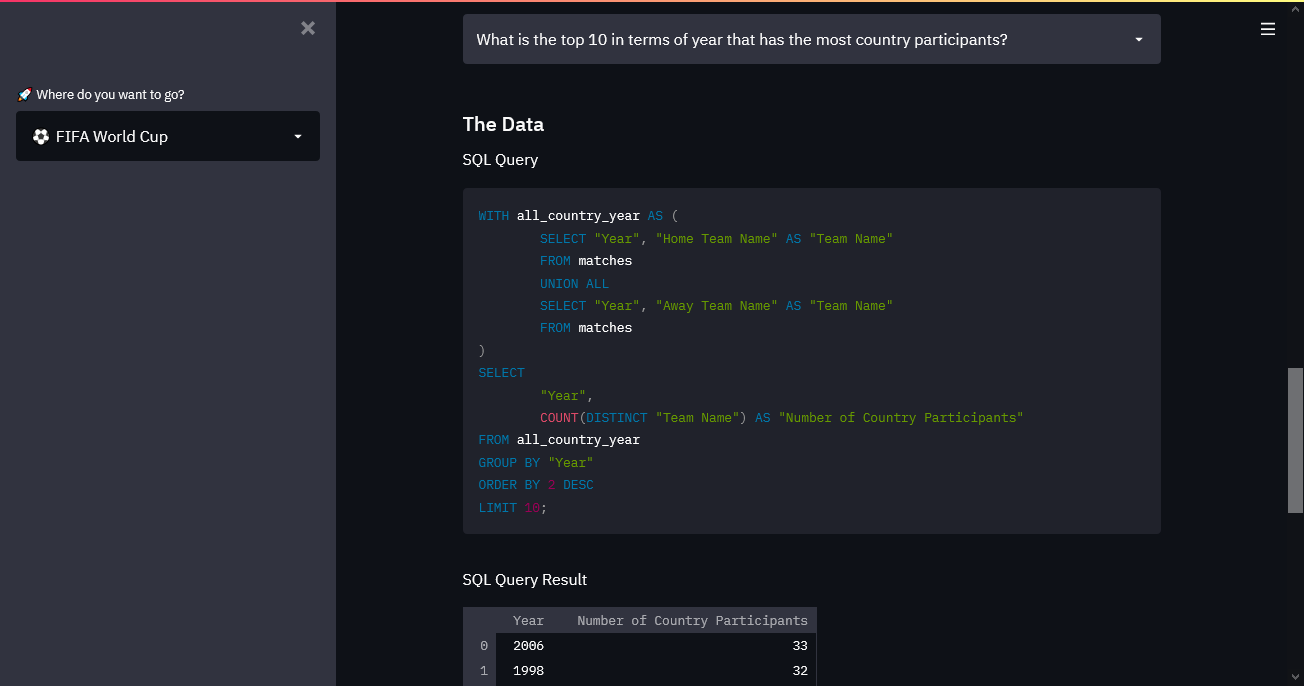 Where do you want to go?
FIFA World Cup
What is the top 10 in terms of year that has the most country participants?
The Data
SQL Query
WITH all_country_year AS (
SELECT "Year", "Home Team Name" AS "Team Name"
FROM matches
UNION ALL
SELECT "Year", "Away Team Name" AS "Team Name"
FROM matches
)
SELECT
"Year",
COUNT(DISTINCT "Team Name") AS "Number of Country Participants"
FROM all_country_year
GROUP BY "Year"
ORDER BY 2 DESC
LIMIT 10;
SQL Query Result
Year Number of Country Participants
0 2006 33
1 1998 32